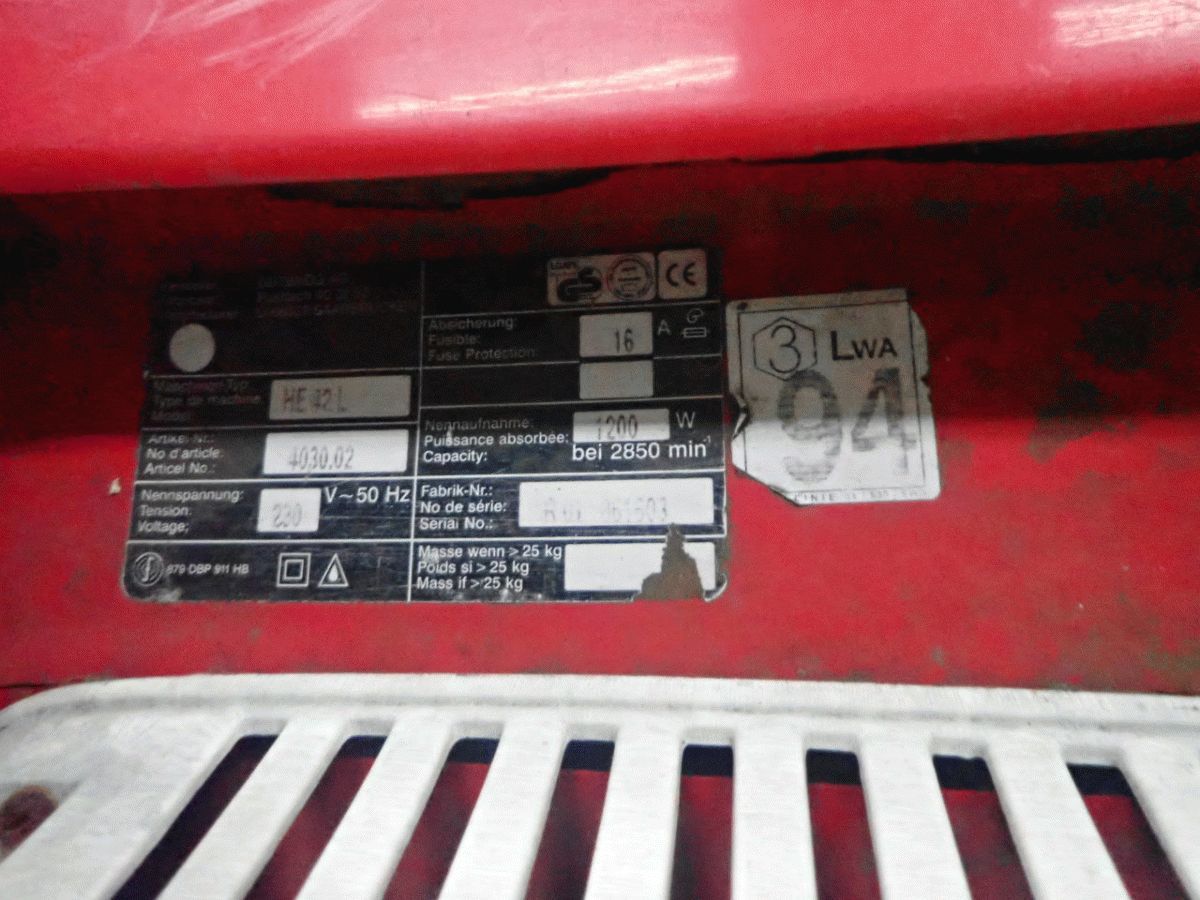 GS
CE
Absicherung:
Fusible:
Fuse Protection:
16 A
Maschinen-Typ:
Type de machine:
Model:
HE 42 L
Nennaufnahme:
Puissance absorbée:
Capacity:
1200 W
bei 2850 min-1
Artikel-Nr.:
No d'article:
Articel No.:
4030.02
Nennspannung:
Tension:
Voltage:
230 V~50 Hz
Fabrik-Nr.:
No de série:
Serial No.:
879 DBP 911 HB
Masse wenn > 25 kg
Poids si > 25 kg
Mass if > 25 kg
3 LWA
94